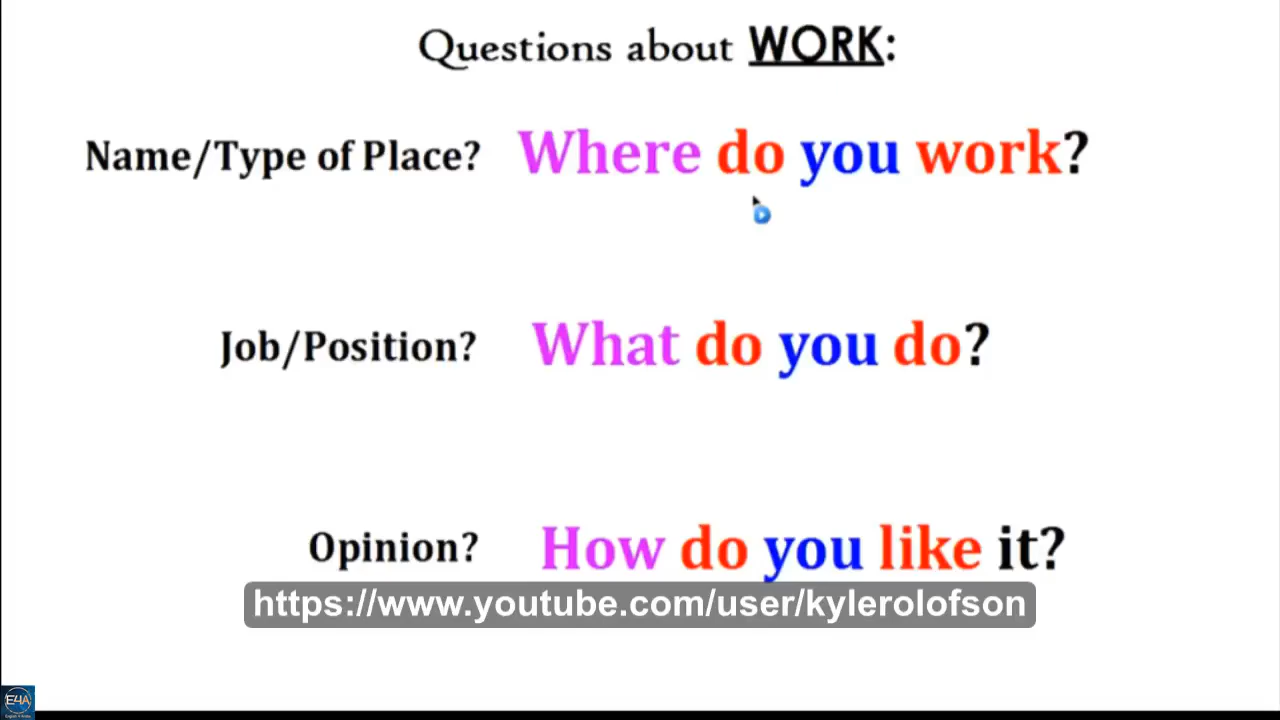 Questions about WORK:
Name/Type of Place? Where do you work?
Job/Position? What do you do?
Opinion? How do you like it?
https://www.youtube.com/user/kylerolofson
E4A